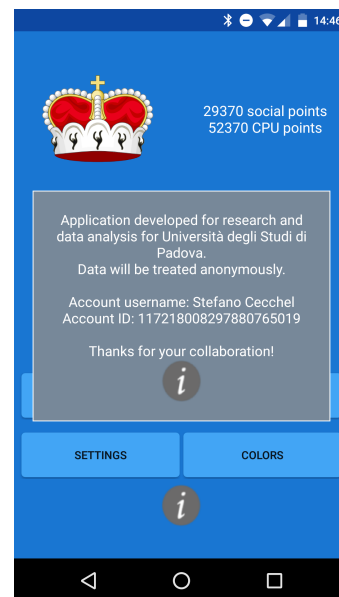 14:46
29370 social points
52370 CPU points
Application developed for research and
data analysis for Università degli Studi di
Padova.
Data will be treated anonymously.
Account username: Stefano Cecchel
Account ID: 117218008297880765019
Thanks for your collaboration!
i
SETTINGS
COLORS
i